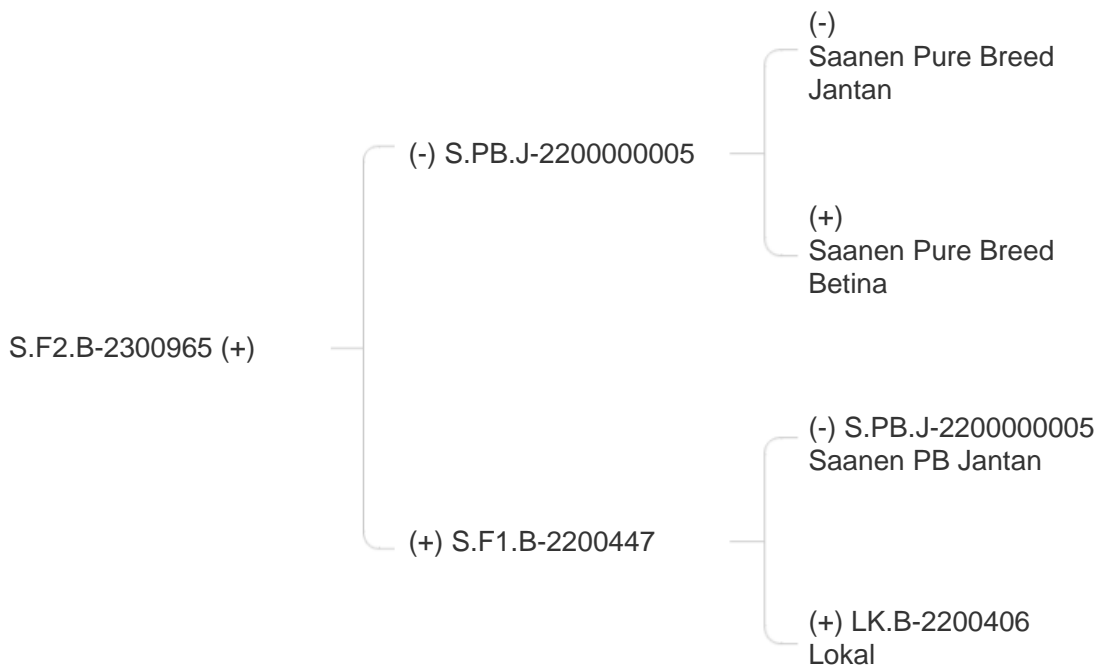 (-)
Saanen Pure Breed
Jantan
(-) S.PB.J-2200000005
(+)
Saanen Pure Breed
Betina
S.F2.B-2300965 (+)
(-) S.PB.J-2200000005
Saanen PB Jantan
(+) S.F1.B-2200447
(+) LK.B-2200406
Lokal